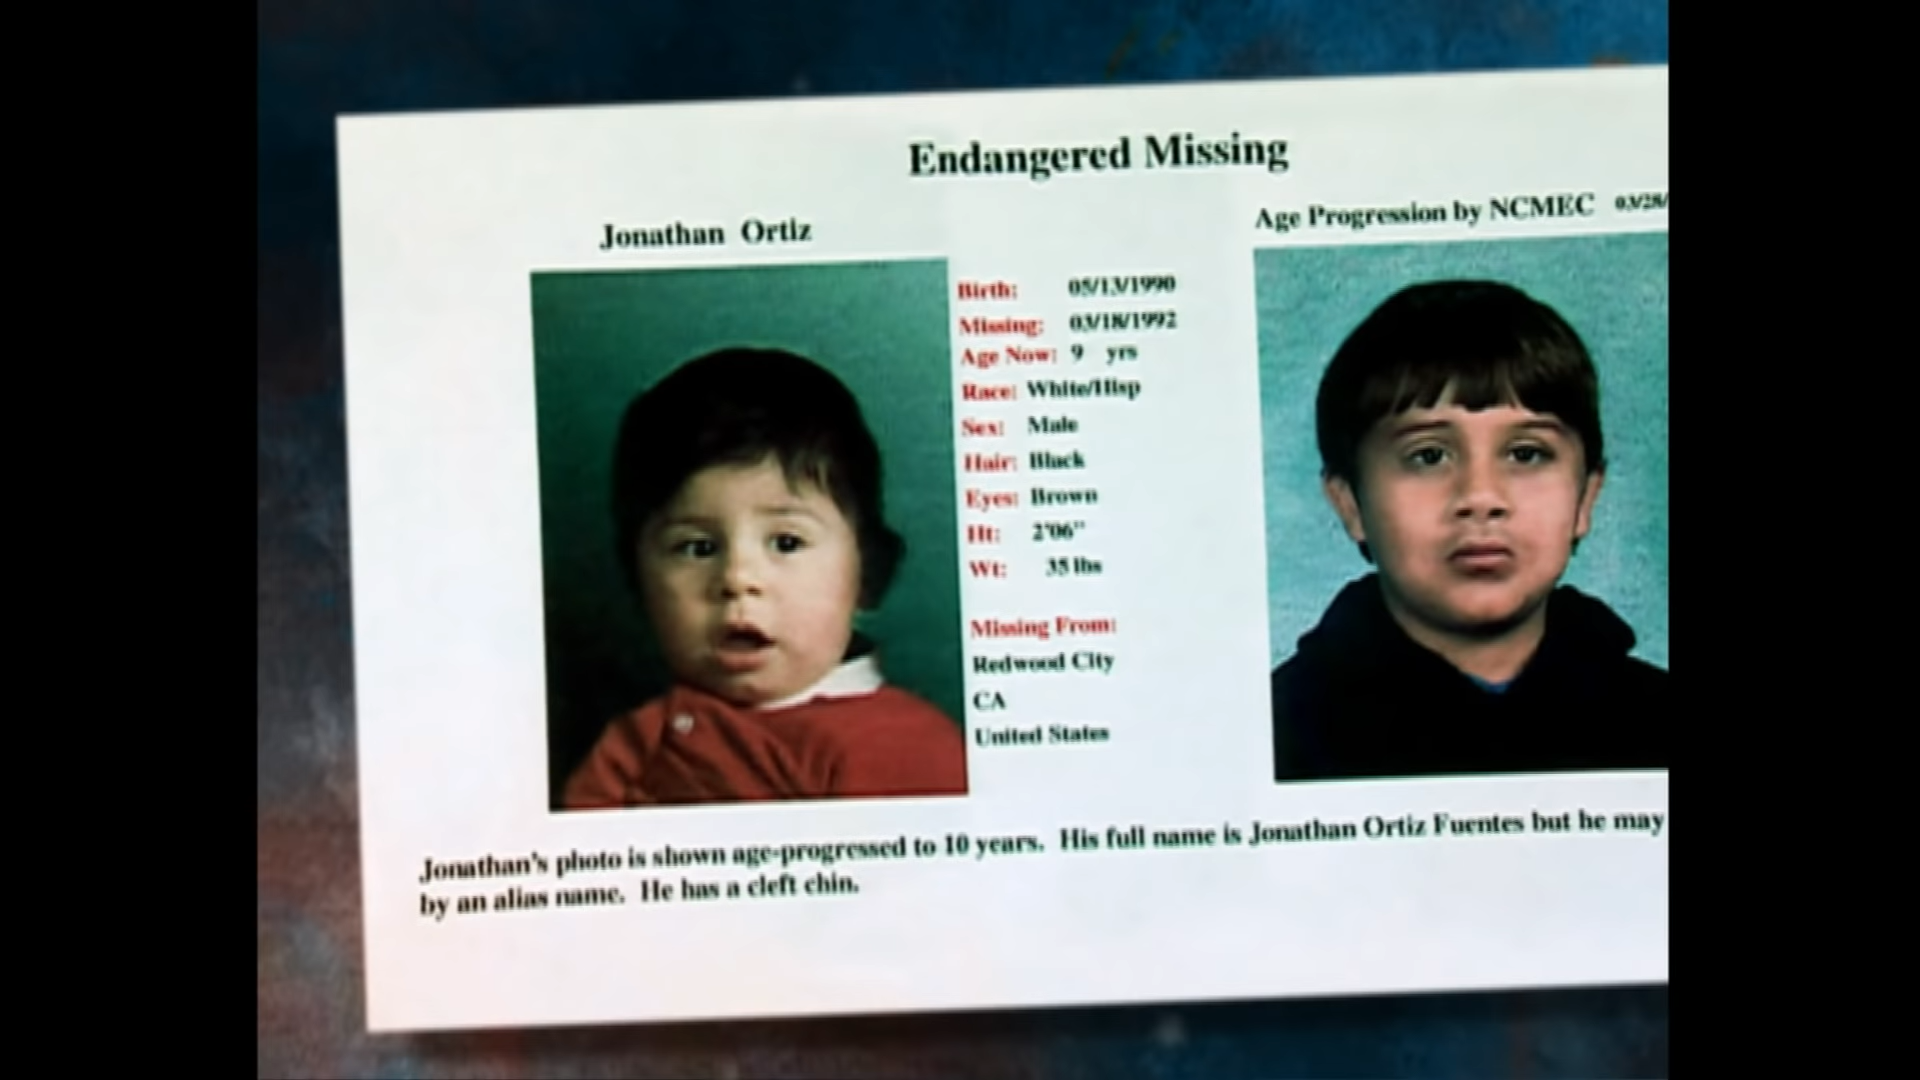 Endangered Missing
Jonathan Ortiz
Age Progression by NCMEC 03/28/
Birth: 05/13/1990
Missing: 03/18/1992
Age Now: 9 yrs
Race: White/Hisp
Sex: Male
Hair: Black
Eyes: Brown
Ht: 2'06"
Wt: 35 lbs
Missing From:
Redwood City
CA
United States
Jonathan's photo is shown age-progressed to 10 years. His full name is Jonathan Ortiz Fuentes but he may
by an alias name. He has a cleft chin.